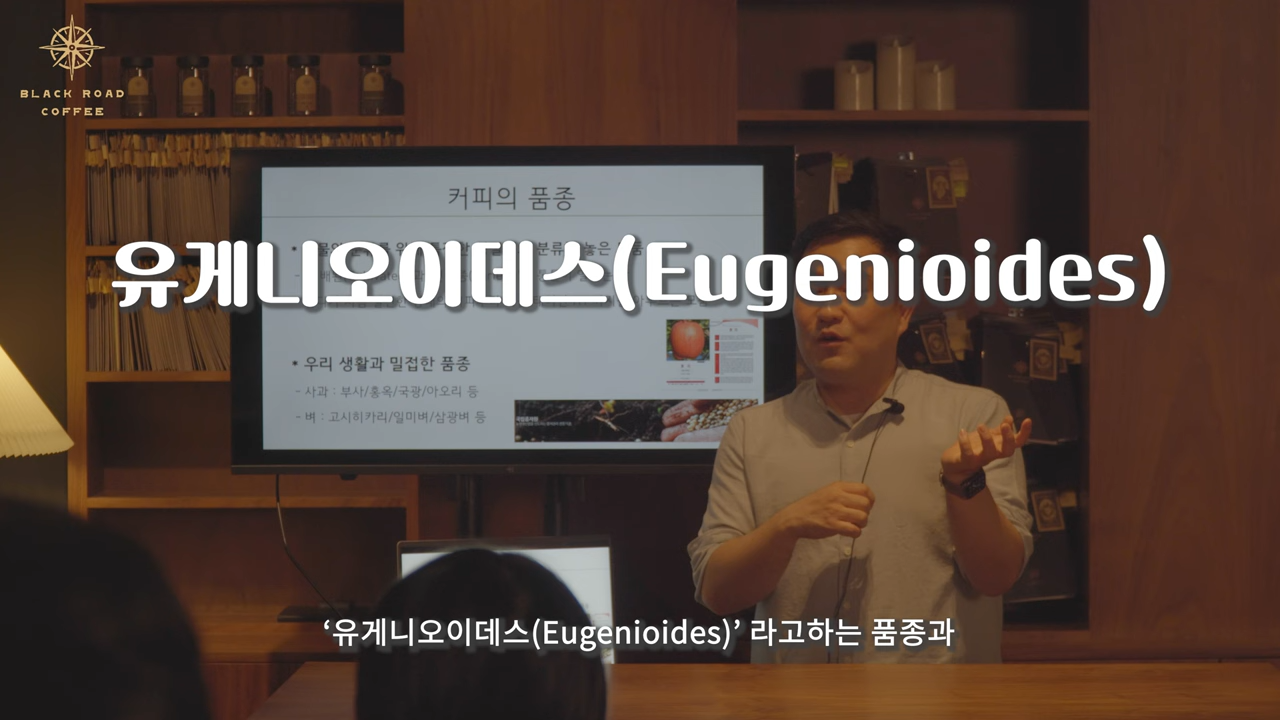 BLACK ROAD
COFFEE
커피의 품종
유게니오이데스(Eugenioides)
• 우리 생활과 밀접한 품종
- 사과 : 부사/홍옥/국광/아오리 등
- 벼 : 고시히카리/일미벼/삼광벼 등
‘유게니오이데스(Eugenioides)’ 라고하는 품종과